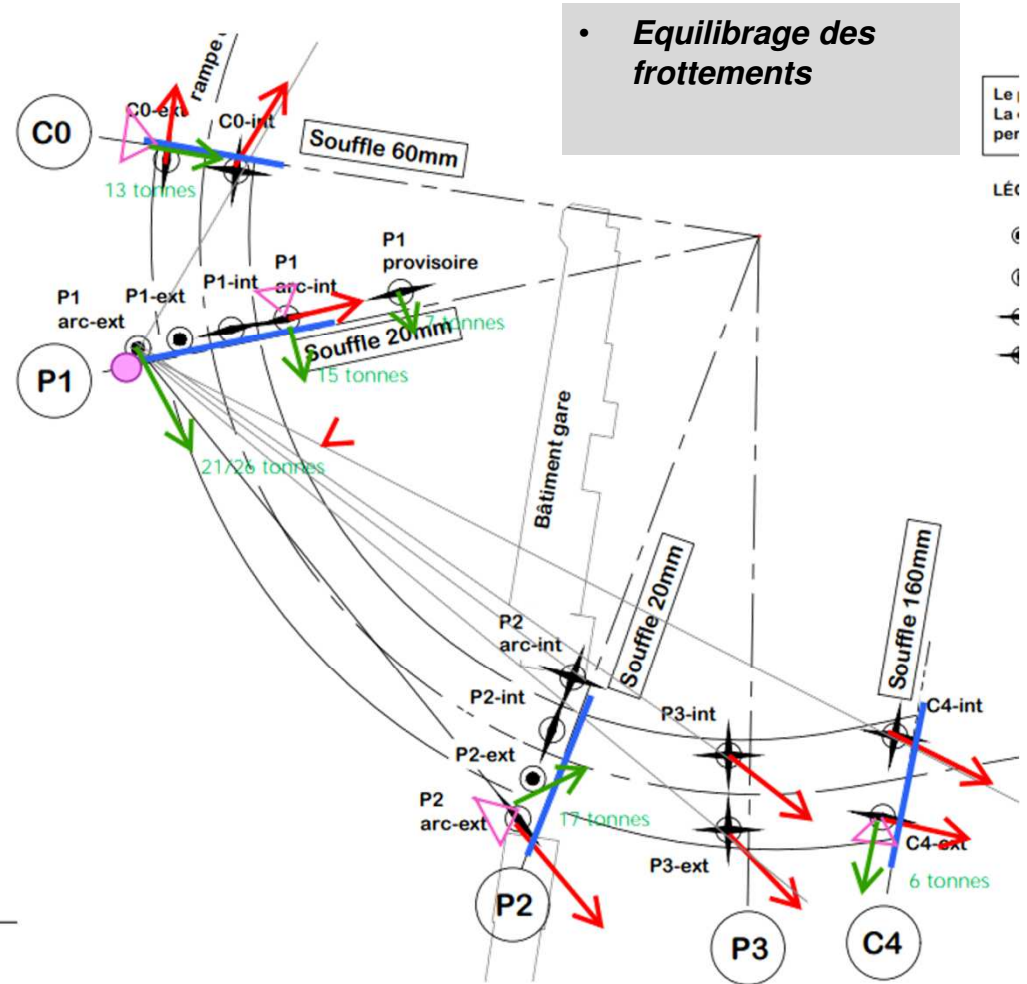 • Equilibrage des
frottements
Le
La
per
rampe
C0
C0-ext
C0-int
Souffle 60mm
13 tonnes
P1
provisoire
P1
arc-int
P1-int
P1-ext
P1
arc-ext
7 tonnes
Souffle 20mm
P1
15 tonnes
21/26 tonnes
Bâtiment gare
Souffle 20mm
Souffle 160mm
P2
arc-int
P2-int
P3-int
C4-int
P2-ext
P2
arc-ext
17 tonnes
C4-ext
P3-ext
6 tonnes
P2
P3
C4